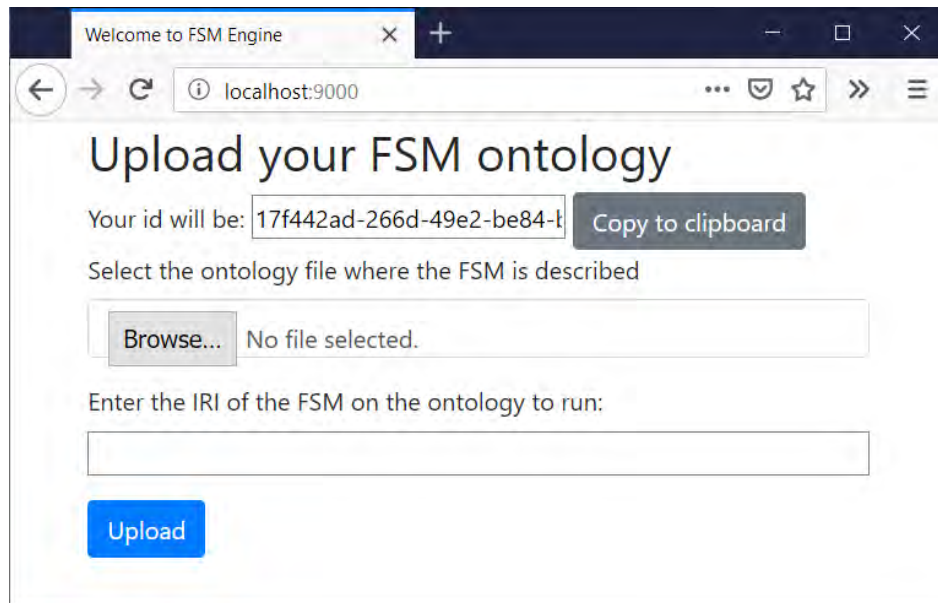 Welcome to FSM Engine
localhost:9000
Upload your FSM ontology
Your id will be: 17f442ad-266d-49e2-be84- Copy to clipboard
Select the ontology file where the FSM is described
Browse... No file selected.
Enter the IRI of the FSM on the ontology to run:
Upload